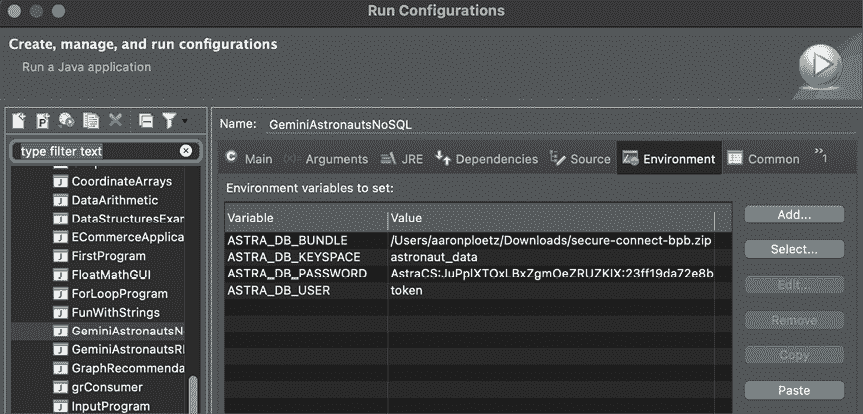 Run Configurations
Create, manage, and run configurations
Run a Java application
Name: GeminiAstronautsNoSQL
type filter text
Main Arguments JRE Dependencies Source Environment Common »1
Environment variables to set:
Variable Value
ASTRA_DB_BUNDLE /Users/aaronploetz/Downloads/secure-connect-bpb.zip
ASTRA_DB_KEYSPACE astronaut_data
ASTRA_DB_PASSWORD
ASTRA_DB_USER token
Add...
Select...
Edit...
Remove
Copy
Paste
CoordinateArrays
DataArithmetic
DataStructuresExar
ECommerceApplica
FirstProgram
FloatMathGUI
ForLoopProgram
FunWithStrings
GeminiAstronautsN
GeminiAstronautsRI
GraphRecommenda
grConsumer
InputProgram